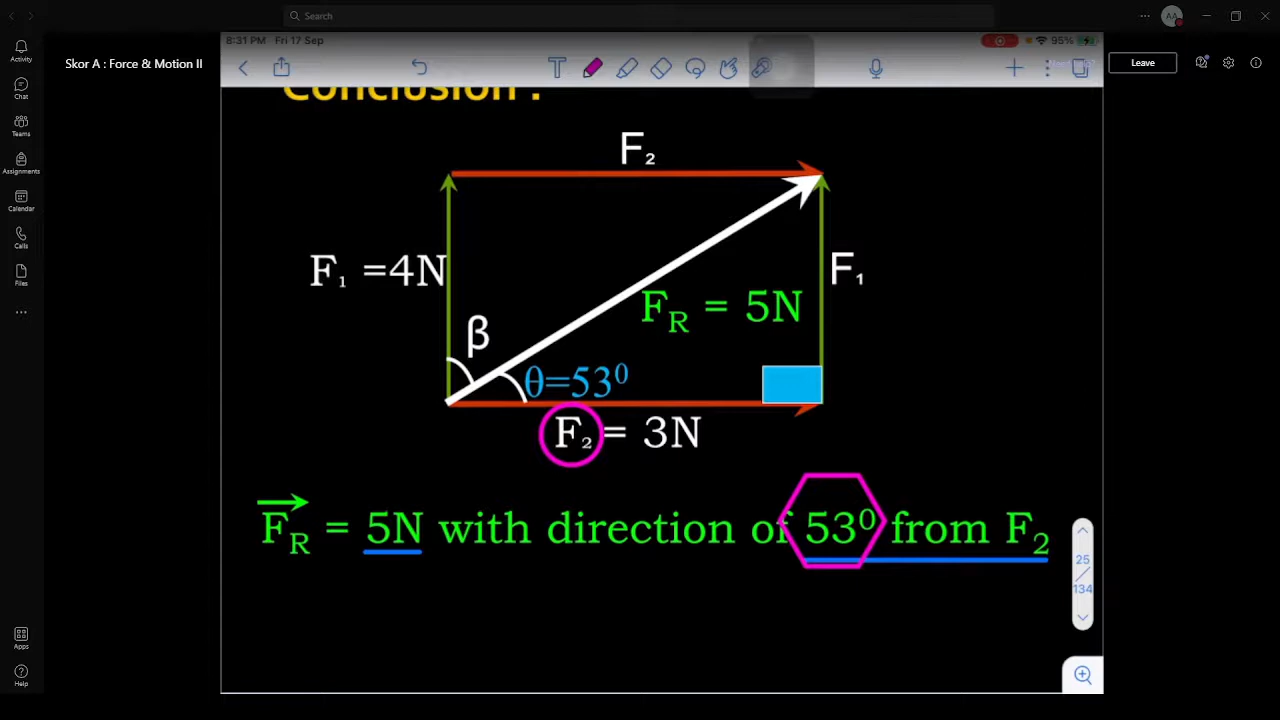 Search
AA
8:31 PM Fri 17 Sep
95%
Activity
Skor A : Force & Motion II
Leave
T
Chat
Conclusion :
Teams
F₂
Assignments
Calendar
F₁ =4N
F₁
Calls
F_R = 5N
Files
β
θ=53⁰
F₂ = 3N
F_R = 5N with direction of 53⁰ from F₂
25
134
Apps
Help